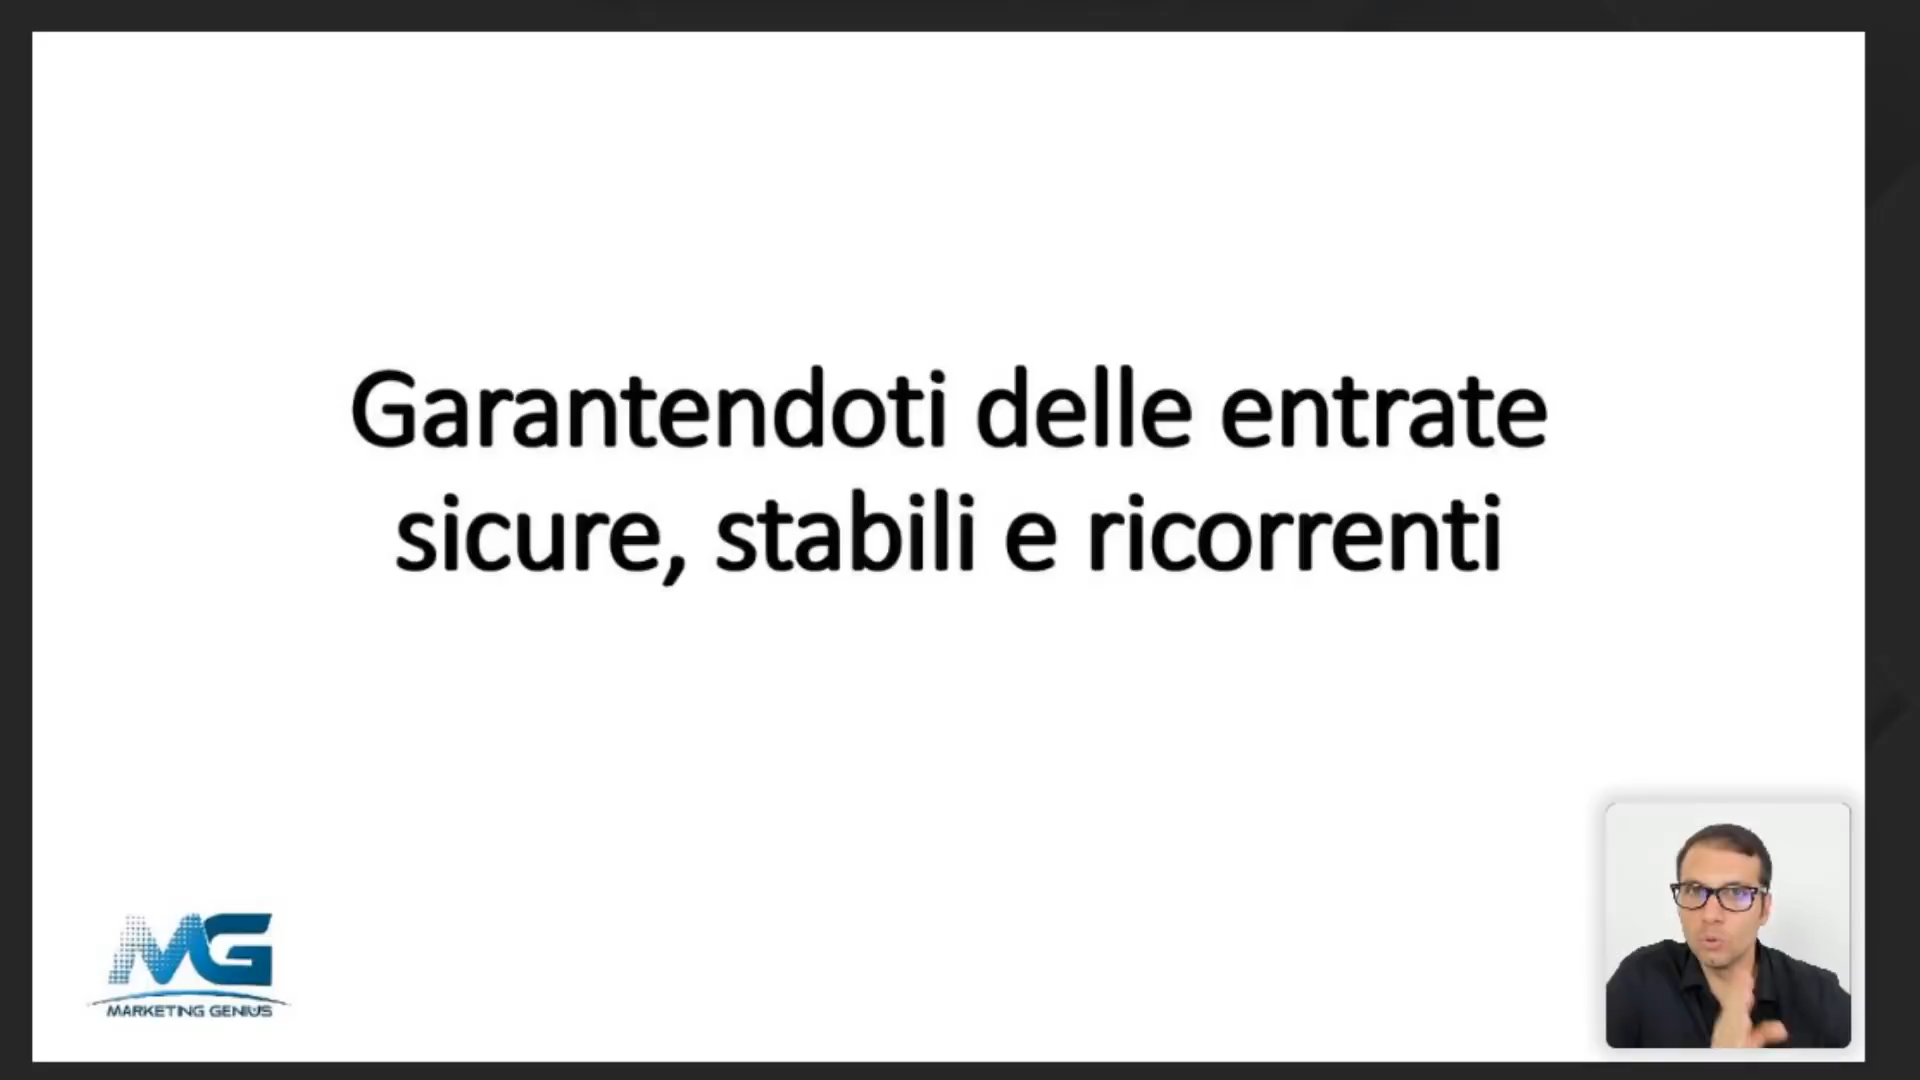 Garantendoti delle entrate
sicure, stabili e ricorrenti
MG
MARKETING GENIUS